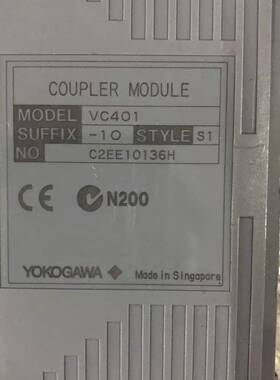 COUPLER MODULE
MODEL VC401
SUFFIX -10 STYLE S1
NO C2EE10136H
CE N200
YOKOGAWA Made in Singapore